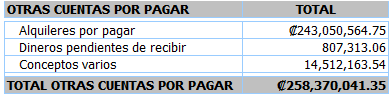 OTRAS CUENTAS POR PAGAR TOTAL
Alquileres por pagar ₡243,050,564.75
Dineros pendientes de recibir 807,313.06
Conceptos varios 14,512,163.54
TOTAL OTRAS CUENTAS POR PAGAR ₡258,370,041.35